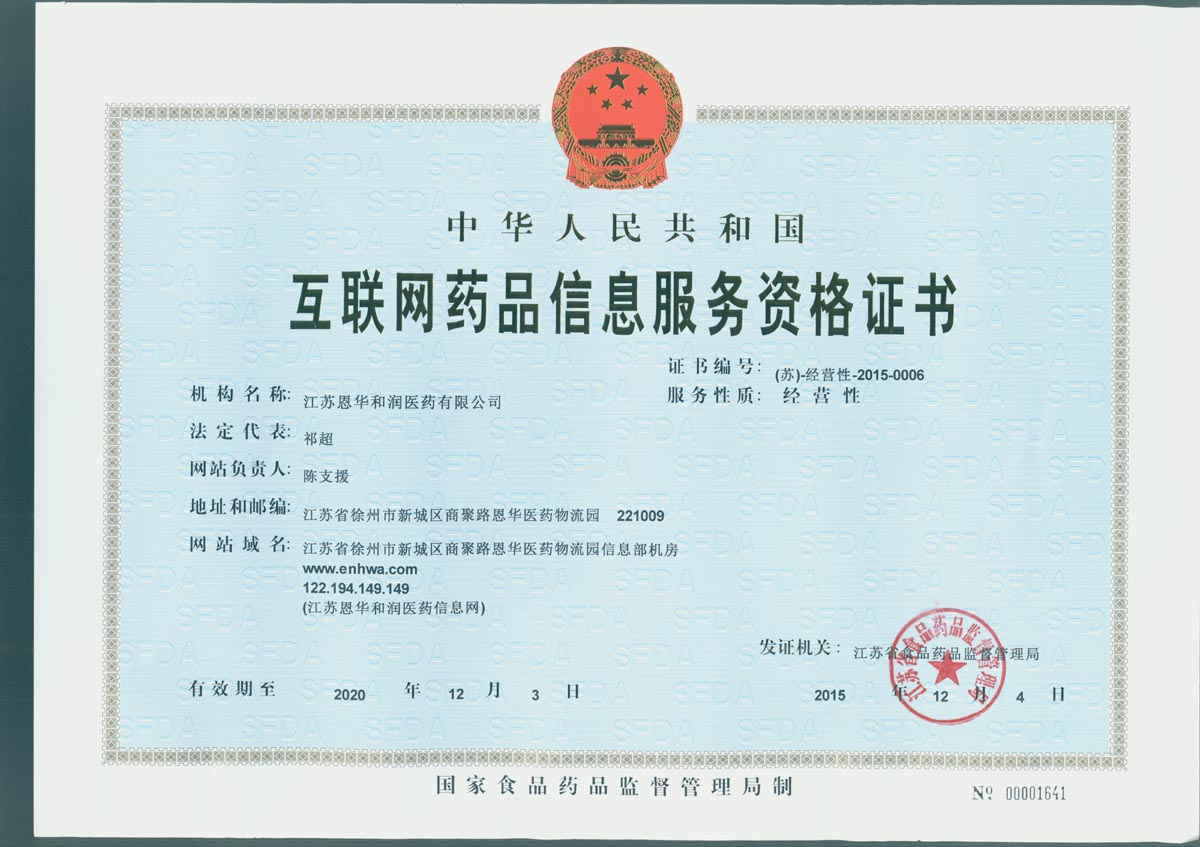 中华人民共和国
互联网药品信息服务资格证书
证书编号: (苏)-经营性-2015-0006
服务性质: 经营性
机构名称: 江苏恩华和润医药有限公司
法定代表: 祁超
网站负责人: 陈支援
地址和邮编: 江苏省徐州市新城区商聚路恩华医药物流园 221009
网站域名: 江苏省徐州市新城区商聚路恩华医药物流园信息部机房
www.enhwa.com
122.194.149.149
(江苏恩华和润医药信息网)
发证机关: 江苏省食品药品监督管理局
江苏省食品药品监督管理局
有效期至 2020 年 12 月 3 日
2015 年 12 月 4 日
国家食品药品监督管理局制
№ 00001641
SFDA